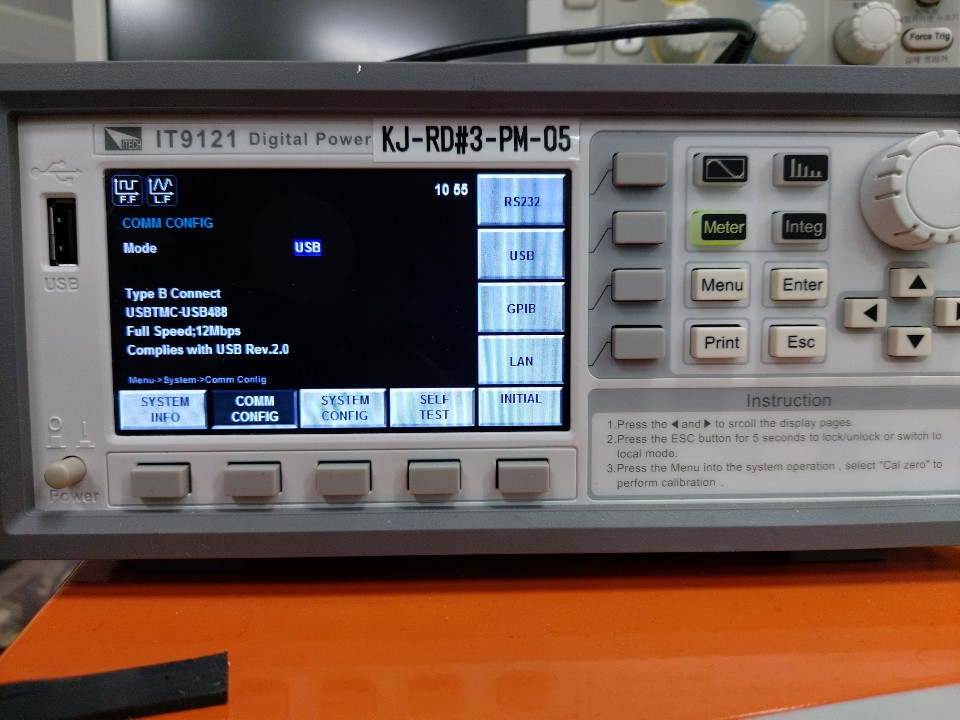 Force Trig
ITECH
IT9121 Digital Power
KJ-RD#3-PM-05
F.F
L.F
10 55
RS232
COMM CONFIG
Mode
USB
USB
Type B Connect
USBTMC-USB488
Full Speed;12Mbps
Complies with USB Rev.2.0
GPIB
LAN
Menu->System->Comm Config
SYSTEM
INFO
COMM
CONFIG
SYSTEM
CONFIG
SELF
TEST
INITIAL
USB
Power
Meter
Integ
Menu
Enter
Print
Esc
Instruction
1.Press the ◀ and ▶ to srcoll the display pages.
2.Press the ESC button for 5 seconds to lock/unlock or switch to
local mode.
3.Press the Menu into the system operation , select "Cal zero" to
perform calibration .